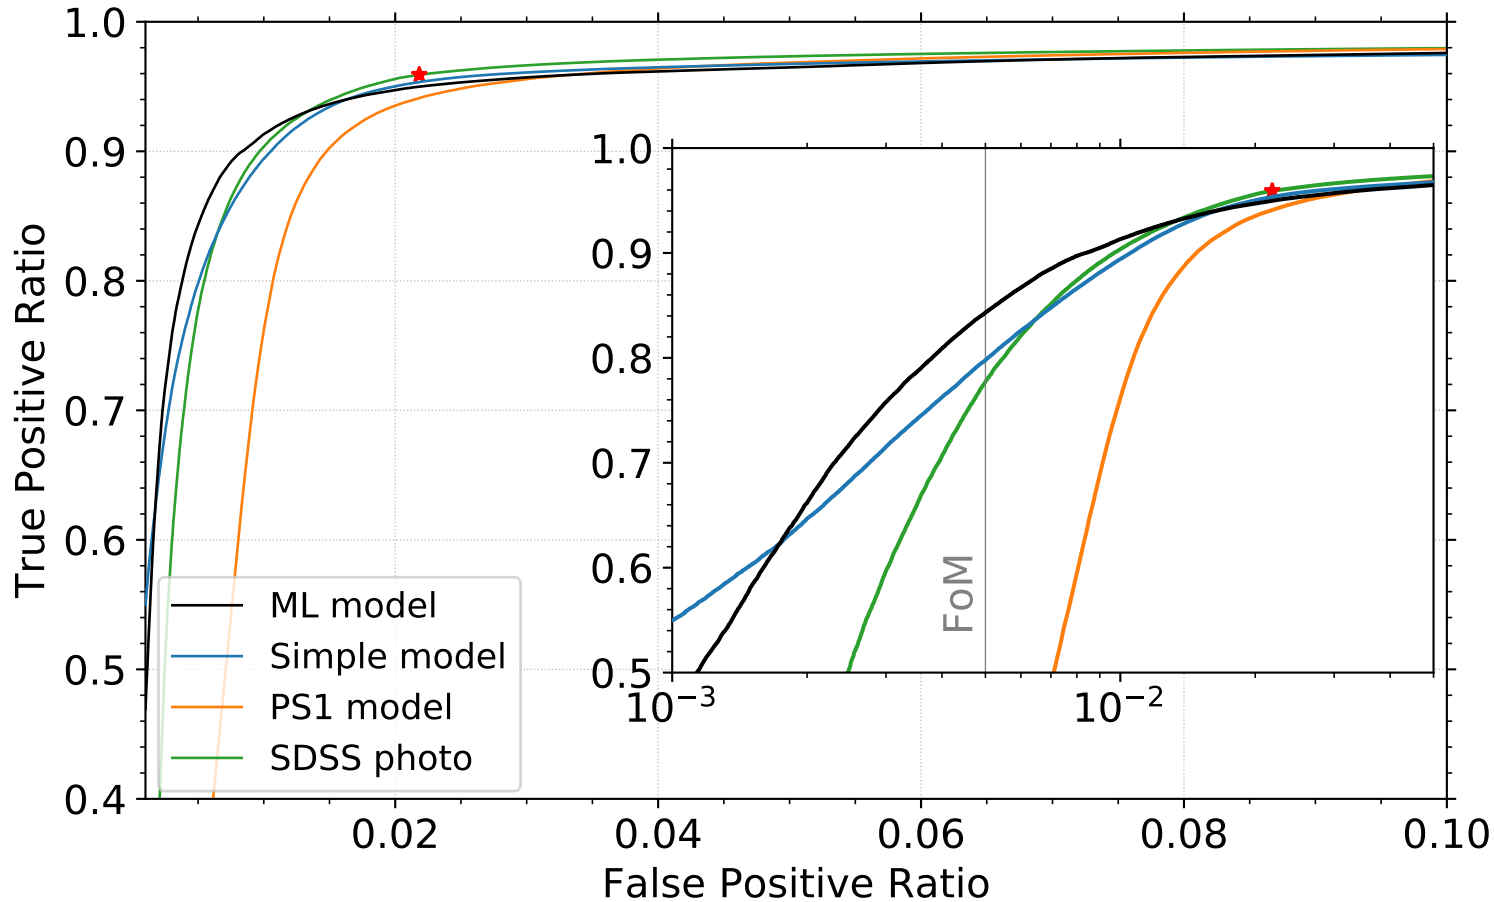 1.0
0.9
0.8
0.7
0.6
0.5
0.4
True Positive Ratio
0.02
0.04
0.06
0.08
0.10
False Positive Ratio
ML model
Simple model
PS1 model
SDSS photo
1.0
0.9
0.8
0.7
0.6
0.5
10⁻³
10⁻²
FoM